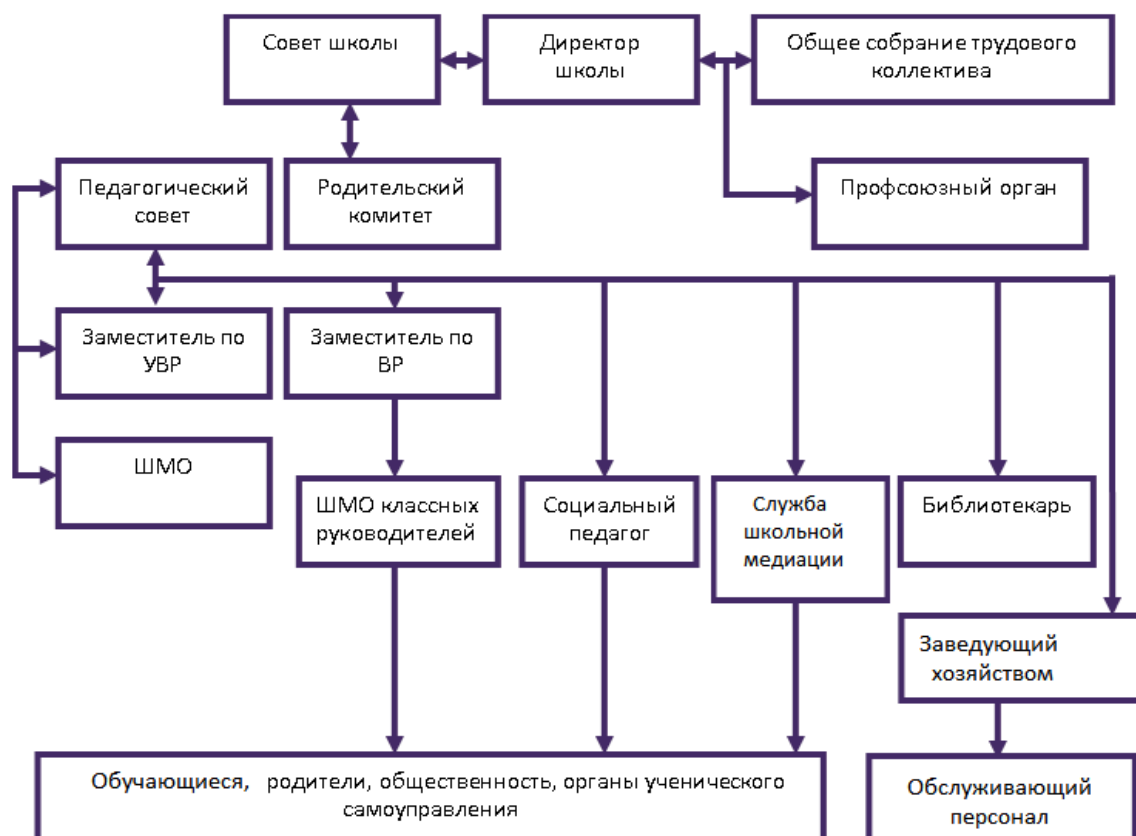 Совет школы
Директор
школы
Общее собрание трудового
коллектива
Педагогический
совет
Родительский
комитет
Профсоюзный орган
Заместитель по
УВР
Заместитель по
ВР
ШМО
ШМО классных
руководителей
Социальный
педагог
Служба
школьной
медиации
Библиотекарь
Заведующий
хозяйством
Обучающиеся, родители, общественность, органы ученического
самоуправления
Обслуживающий
персонал